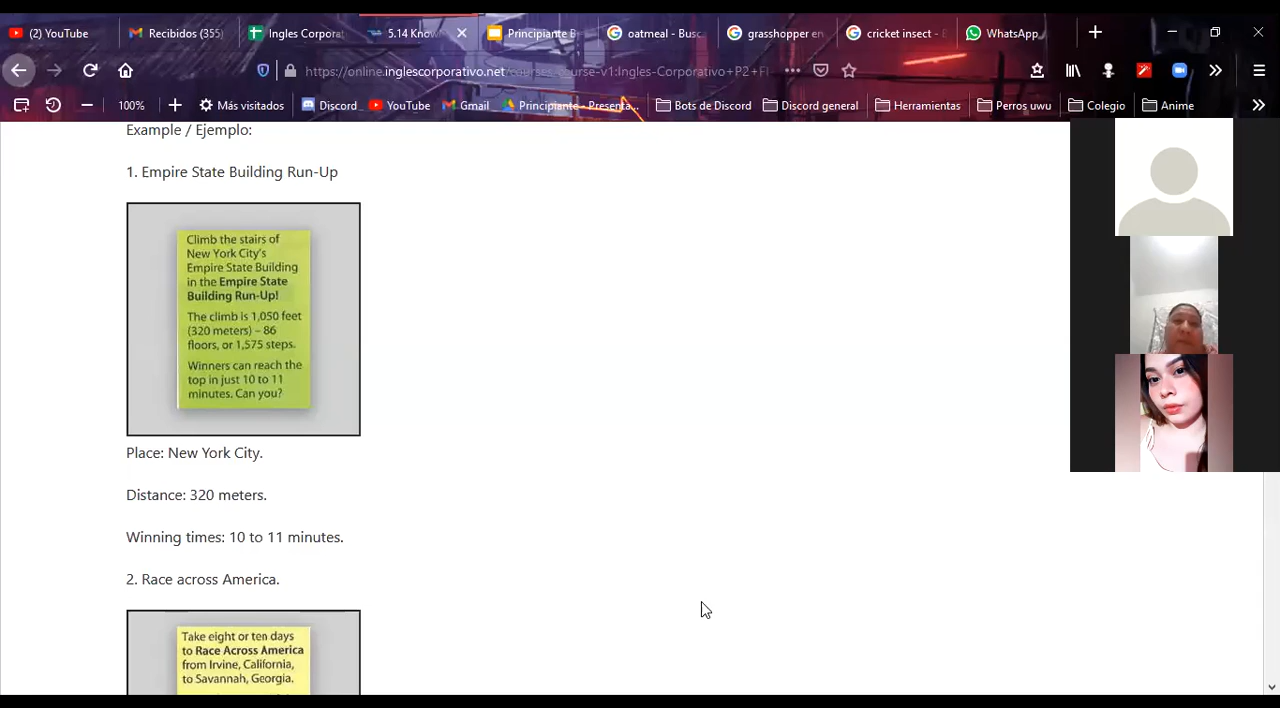 (2) YouTube
Recibidos (355)
Ingles Corporat
5.14 Know
Principiante B
oatmeal - Busc
grasshopper en
cricket insect - B
WhatsApp
https://online.inglescorporativo.net/courses/course-v1:Ingles-Corporativo+P2+F
100%
Más visitados
Discord
YouTube
Gmail
Principiante - Presenta...
Bots de Discord
Discord general
Herramientas
Perros uwu
Colegio
Anime
Example / Ejemplo:
1. Empire State Building Run-Up
Climb the stairs of
New York City's
Empire State Building
in the Empire State
Building Run-Up!
The climb is 1,050 feet
(320 meters) – 86
floors, or 1,575 steps.
Winners can reach the
top in just 10 to 11
minutes. Can you?
Place: New York City.
Distance: 320 meters.
Winning times: 10 to 11 minutes.
2. Race across America.
Take eight or ten days
to Race Across America
from Irvine, California,
to Savannah, Georgia.